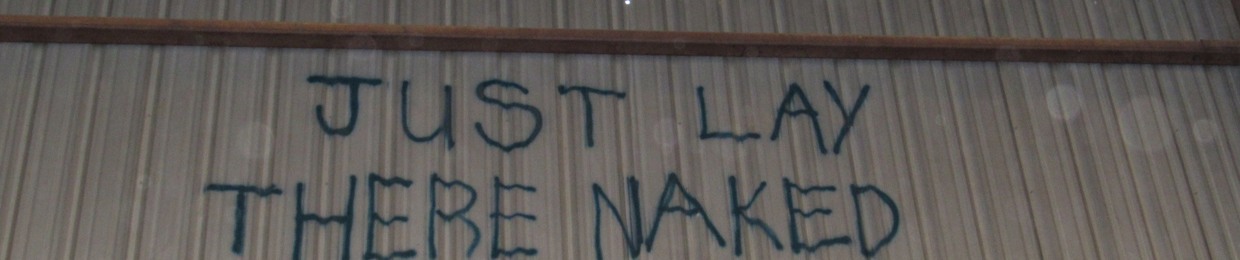 JUST LAY
THERE NAKED